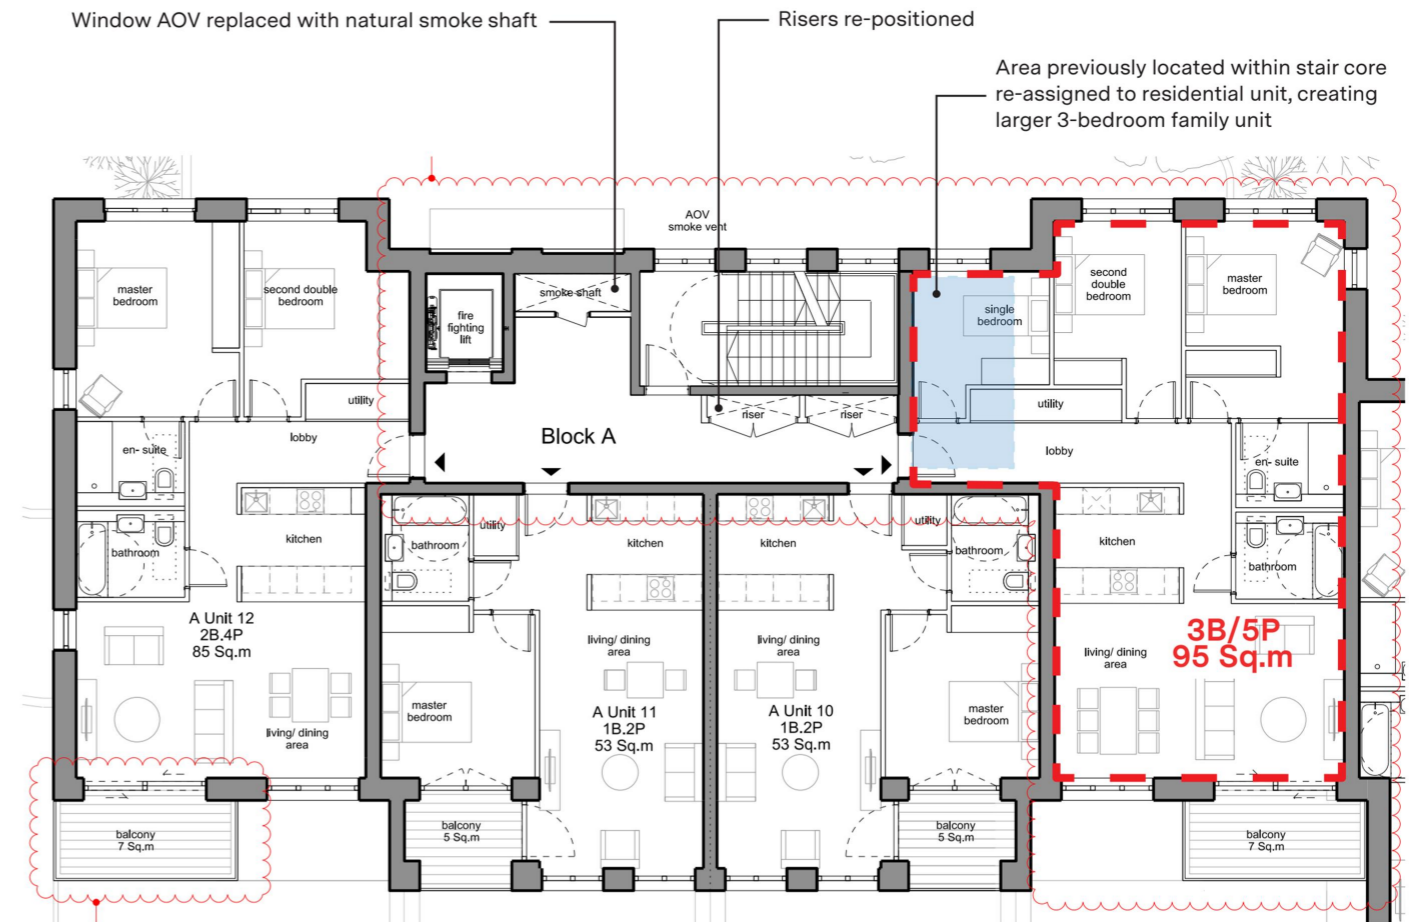 Window AOV replaced with natural smoke shaft
Risers re-positioned
Area previously located within stair core
re-assigned to residential unit, creating
larger 3-bedroom family unit
AOV
smoke vent
master
bedroom
second double
bedroom
fire
fighting
lift
smoke shaft
single
bedroom
second
double
bedroom
master
bedroom
utility
riser
riser
utility
lobby
Block A
lobby
en- suite
en- suite
bathroom
kitchen
bathroom
utility
kitchen
kitchen
utility
bathroom
kitchen
bathroom
A Unit 12
2B.4P
85 Sq.m
living/ dining
area
living/ dining
area
living/ dining
area
3B/5P
95 Sq.m
master
bedroom
A Unit 11
1B.2P
53 Sq.m
A Unit 10
1B.2P
53 Sq.m
master
bedroom
living/ dining
area
balcony
7 Sq.m
balcony
5 Sq.m
balcony
5 Sq.m
balcony
7 Sq.m